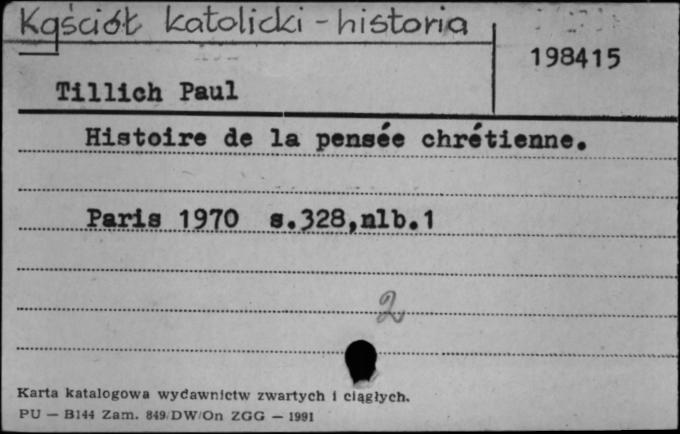 Kościół katolicki - historia
198415
Tillich Paul
Histoire de la pensée chrétienne.
Paris 1970 s.328,nlb.1
2
Karta katalogowa wydawnictw zwartych i ciągłych.
PU — B144 Zam. 849/DW/On ZGG — 1991